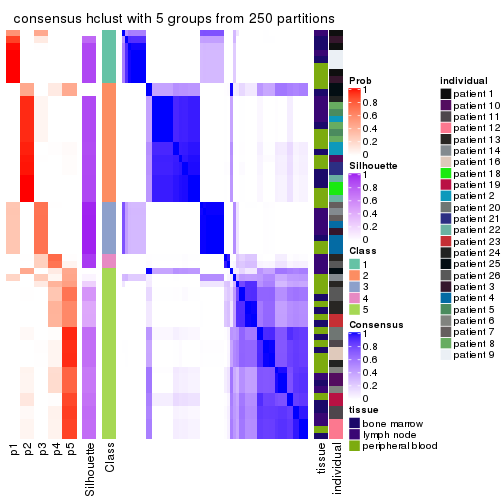 consensus hclust with 5 groups from 250 partitions
p1
p2
p3
p4
p5
Silhouette
Class
tissue
individual
Prob
1
0.8
0.6
0.4
0.2
0
Silhouette
1
0.8
0.6
0.4
0.2
0
Class
1
2
3
4
5
Consensus
1
0.8
0.6
0.4
0.2
0
tissue
bone marrow
lymph node
peripheral blood
individual
patient 1
patient 10
patient 11
patient 12
patient 13
patient 14
patient 16
patient 18
patient 19
patient 2
patient 20
patient 21
patient 22
patient 23
patient 24
patient 25
patient 26
patient 3
patient 4
patient 5
patient 6
patient 7
patient 8
patient 9